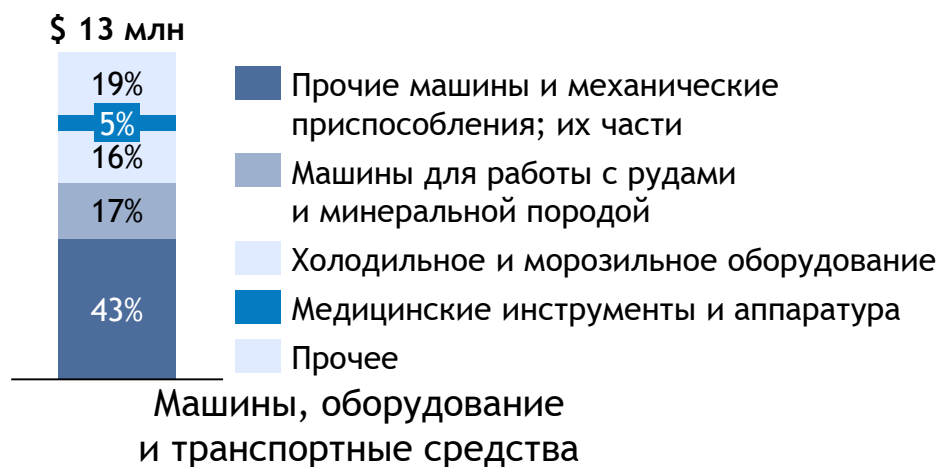 $ 13 млн
19%
5%
16%
17%
43%
Прочие машины и механические
приспособления; их части
Машины для работы с рудами
и минеральной породой
Холодильное и морозильное оборудование
Медицинские инструменты и аппаратура
Прочее
Машины, оборудование
и транспортные средства